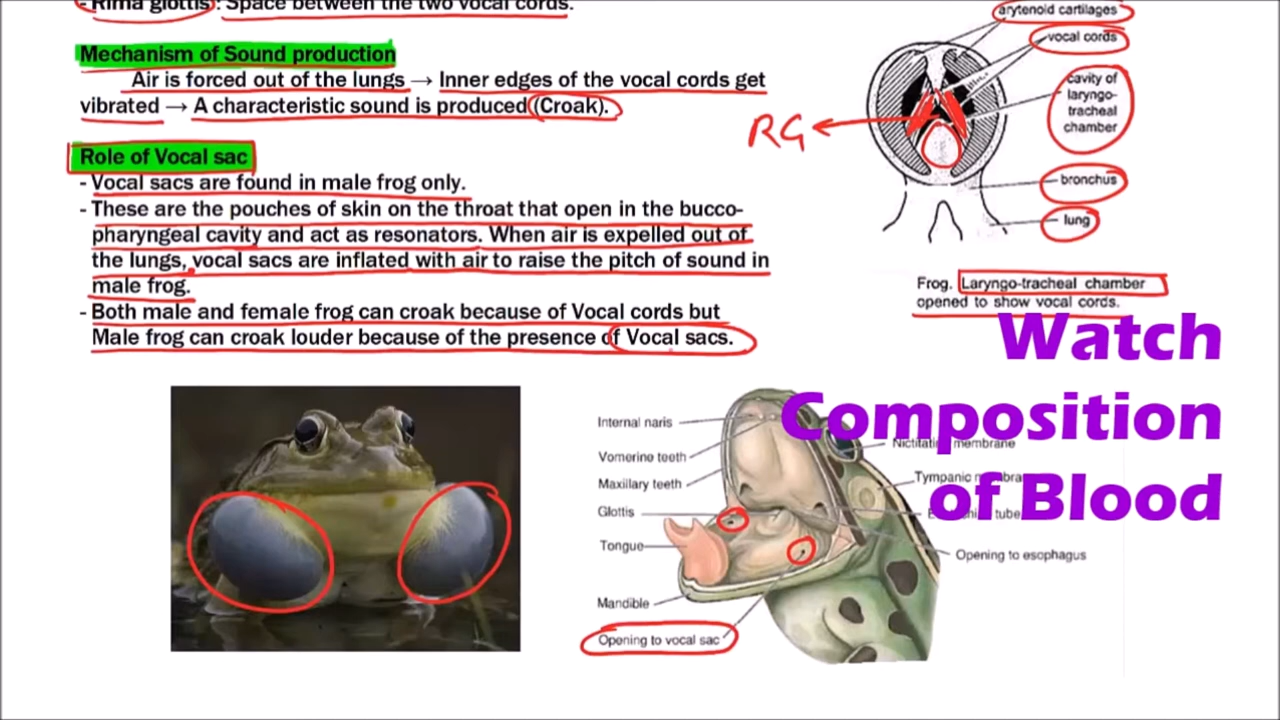 - Rima glottis : Space between the two vocal cords.
Mechanism of Sound production
Air is forced out of the lungs → Inner edges of the vocal cords get
vibrated → A characteristic sound is produced (Croak).
Role of Vocal sac
- Vocal sacs are found in male frog only.
- These are the pouches of skin on the throat that open in the bucco-
pharyngeal cavity and act as resonators. When air is expelled out of
the lungs, vocal sacs are inflated with air to raise the pitch of sound in
male frog.
- Both male and female frog can croak because of Vocal cords but
Male frog can croak louder because of the presence of Vocal sacs.
arytenoid cartilages
vocal cords
cavity of
laryngo-
tracheal
chamber
RG
bronchus
lung
Frog. Laryngo-tracheal chamber
opened to show vocal cords.
Watch
Composition
of Blood
Internal naris
Vomerine teeth
Maxillary teeth
Glottis
Tongue
Mandible
Opening to vocal sac
membrane
Tympanic
tube
Opening to esophagus